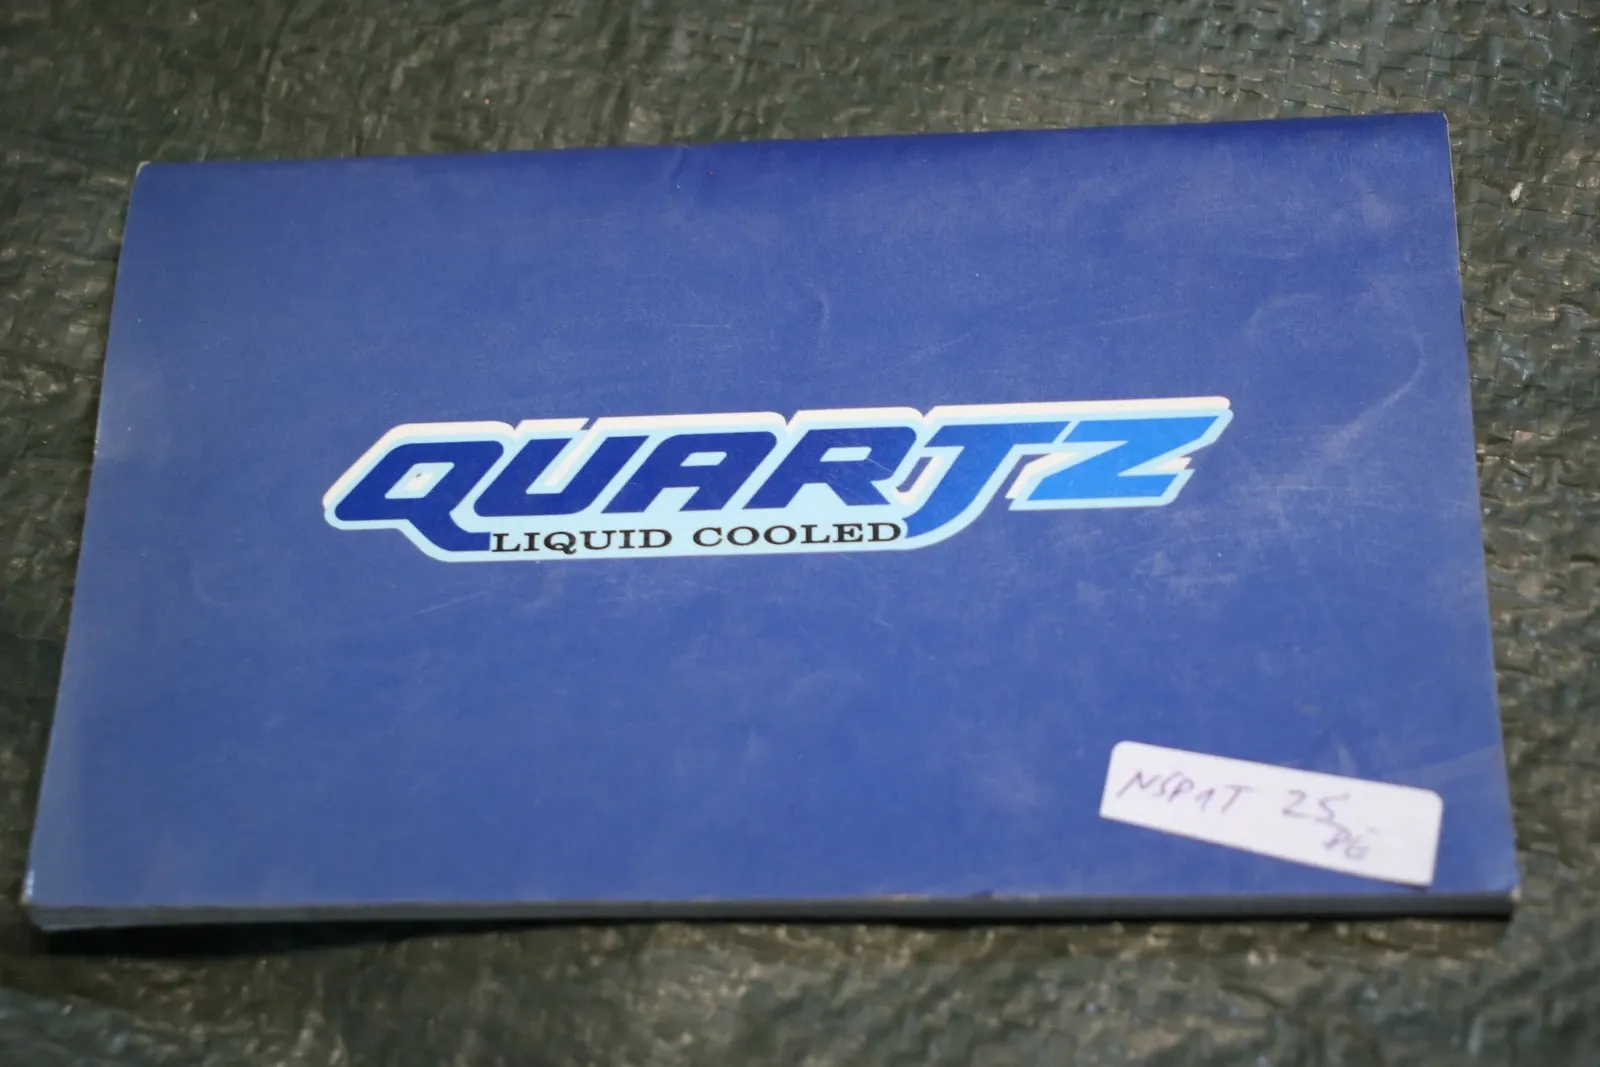 QUARTZ
LIQUID COOLED
NSP1T 25